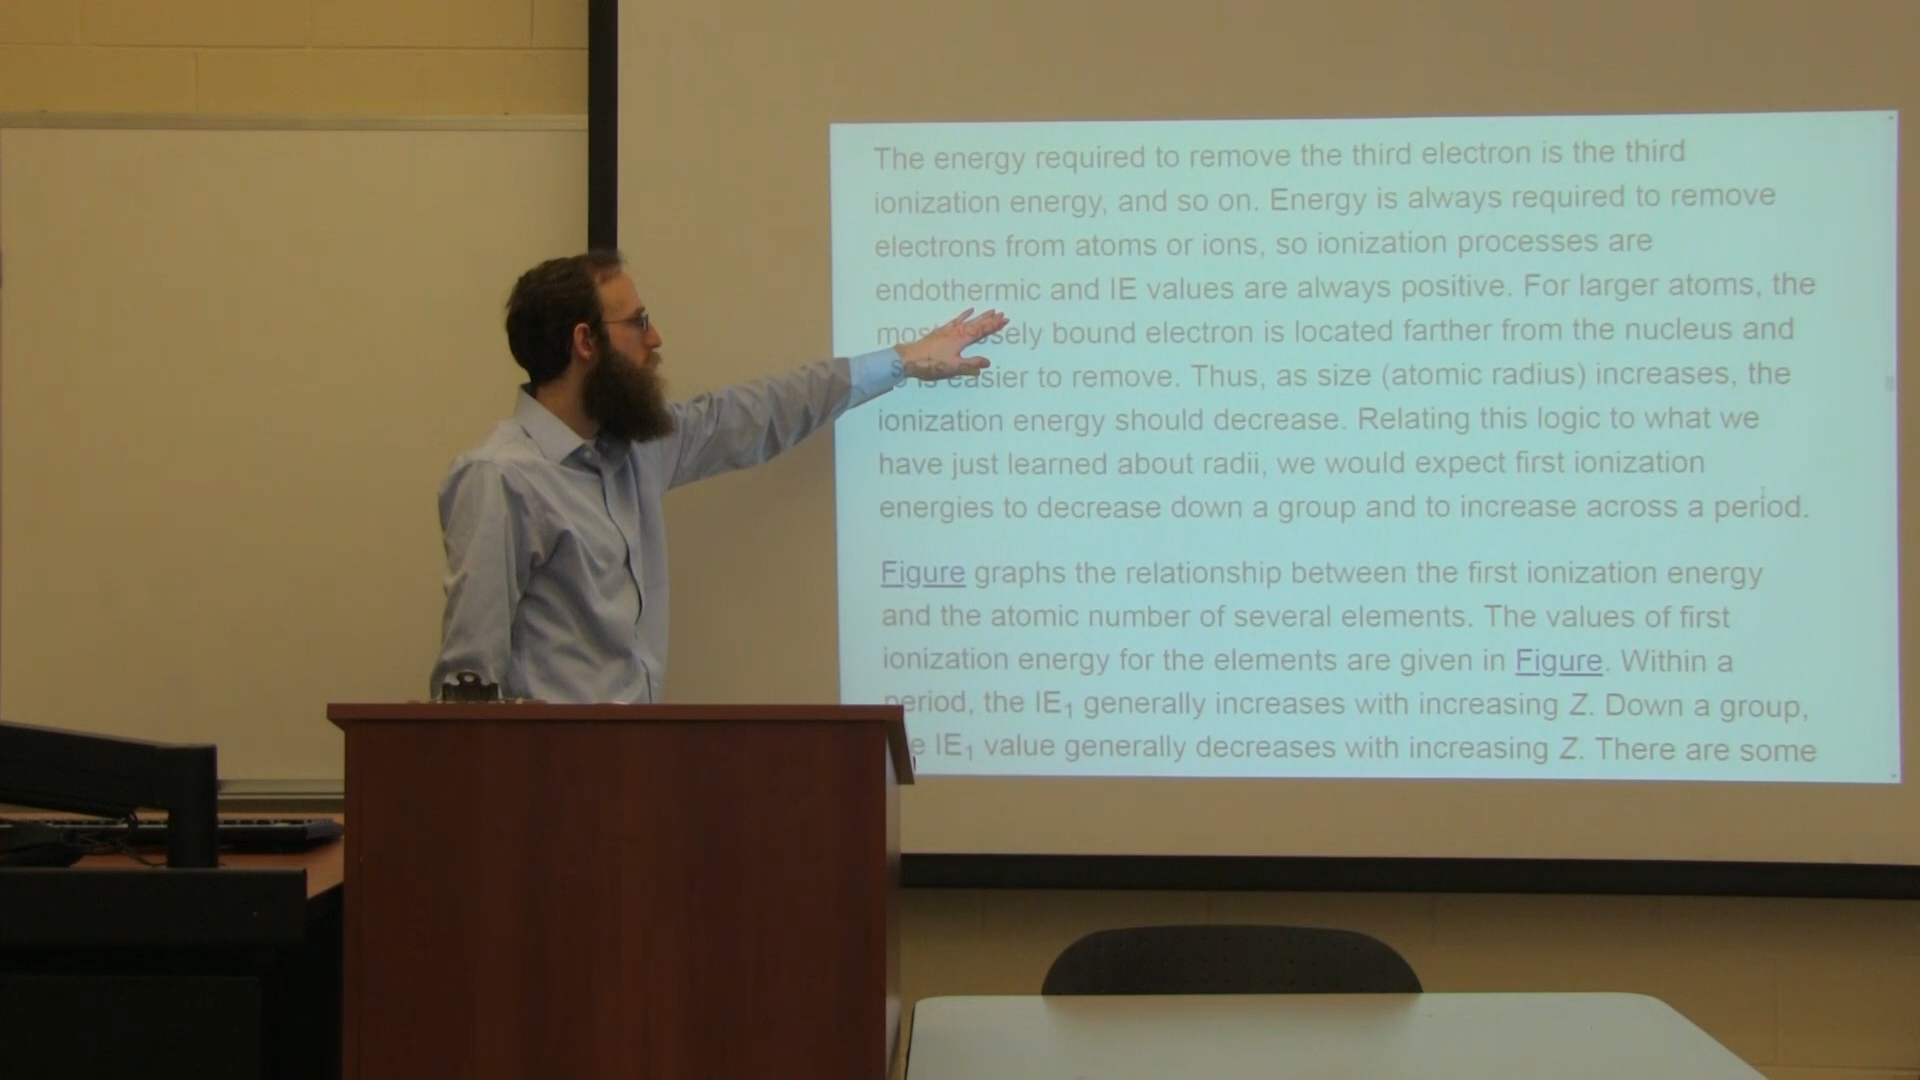 The energy required to remove the third electron is the third
ionization energy, and so on. Energy is always required to remove
electrons from atoms or ions, so ionization processes are
endothermic and IE values are always positive. For larger atoms, the
bound electron is located farther from the nucleus and
is easier to remove. Thus, as size (atomic radius) increases, the
ionization energy should decrease. Relating this logic to what we
have just learned about radii, we would expect first ionization
energies to decrease down a group and to increase across a period.
Figure graphs the relationship between the first ionization energy
and the atomic number of several elements. The values of first
ionization energy for the elements are given in Figure. Within a
period, the IE₁ generally increases with increasing Z. Down a group,
IE₁ value generally decreases with increasing Z. There are some